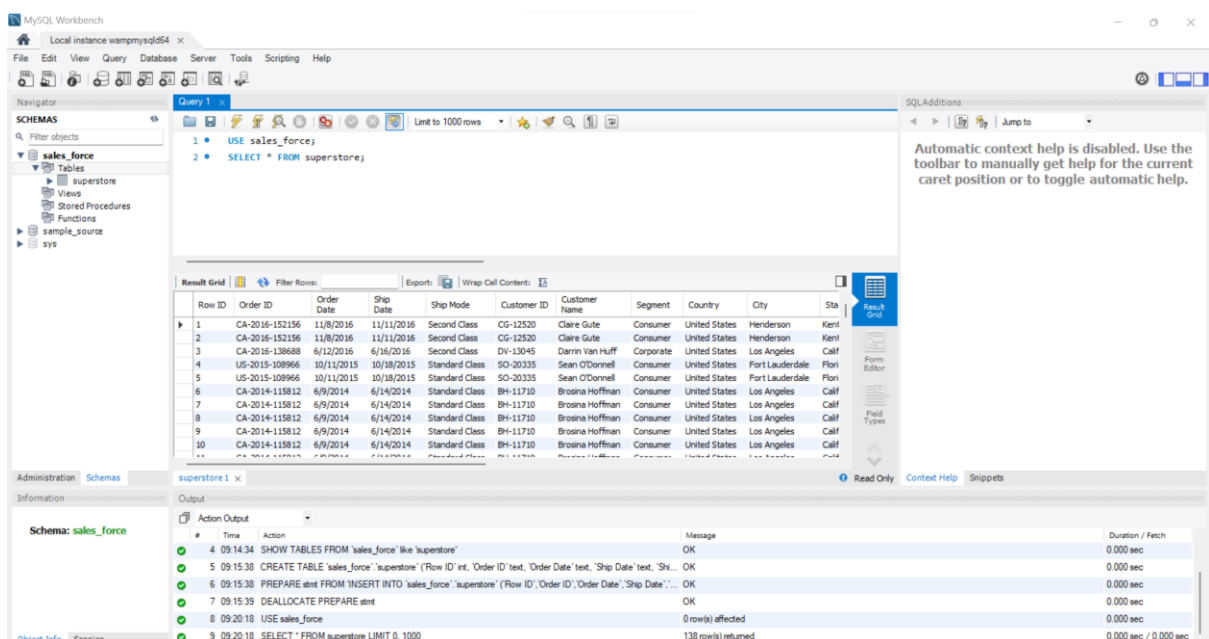 MySQL Workbench
Local instance wampmysqld64 ×
File Edit View Query Database Server Tools Scripting Help
Navigator
SCHEMAS
Filter objects
sales_force
Tables
superstore
Views
Stored Procedures
Functions
sample_source
sys
Administration Schemas
Information
Schema: sales_force
Object Info Session
Query 1 ×
Limit to 1000 rows
1 USE sales_force;
2 SELECT * FROM superstore;
Result Grid Filter Rows: Export: Wrap Cell Content:
Row ID Order ID Order Date Ship Date Ship Mode Customer ID Customer Name Segment Country City Sta
1 CA-2016-152156 11/8/2016 11/11/2016 Second Class CG-12520 Claire Gute Consumer United States Henderson Kent
2 CA-2016-152156 11/8/2016 11/11/2016 Second Class CG-12520 Claire Gute Consumer United States Henderson Kent
3 CA-2016-138688 6/12/2016 6/16/2016 Second Class DV-13045 Darrin Van Huff Corporate United States Los Angeles Calif
4 US-2015-108966 10/11/2015 10/18/2015 Standard Class SO-20335 Sean O'Donnell Consumer United States Fort Lauderdale Flori
5 US-2015-108966 10/11/2015 10/18/2015 Standard Class SO-20335 Sean O'Donnell Consumer United States Fort Lauderdale Flori
6 CA-2014-115812 6/9/2014 6/14/2014 Standard Class BH-11710 Brosina Hoffman Consumer United States Los Angeles Calif
7 CA-2014-115812 6/9/2014 6/14/2014 Standard Class BH-11710 Brosina Hoffman Consumer United States Los Angeles Calif
8 CA-2014-115812 6/9/2014 6/14/2014 Standard Class BH-11710 Brosina Hoffman Consumer United States Los Angeles Calif
9 CA-2014-115812 6/9/2014 6/14/2014 Standard Class BH-11710 Brosina Hoffman Consumer United States Los Angeles Calif
10 CA-2014-115812 6/9/2014 6/14/2014 Standard Class BH-11710 Brosina Hoffman Consumer United States Los Angeles Calif
Result Grid
Form Editor
Field Types
superstore 1 ×
Read Only
SQLAdditions
Jump to
Automatic context help is disabled. Use the
toolbar to manually get help for the current
caret position or to toggle automatic help.
Context Help Snippets
Output
Action Output
# Time Action Message Duration / Fetch
4 09:14:34 SHOW TABLES FROM `sales_force` like 'superstore' OK 0.000 sec
5 09:15:38 CREATE TABLE `sales_force`.`superstore` (`Row ID` int, `Order ID` text, `Order Date` text, `Ship Date` text, `Shi... OK 0.000 sec
6 09:15:38 PREPARE stmt FROM 'INSERT INTO `sales_force`.`superstore` (`Row ID`,`Order ID`,`Order Date`,`Ship Date`,`... OK 0.000 sec
7 09:15:39 DEALLOCATE PREPARE stmt OK 0.000 sec
8 09:20:18 USE sales_force 0 row(s) affected 0.000 sec
9 09:20:18 SELECT * FROM superstore LIMIT 0, 1000 138 row(s) returned 0.000 sec / 0.000 sec